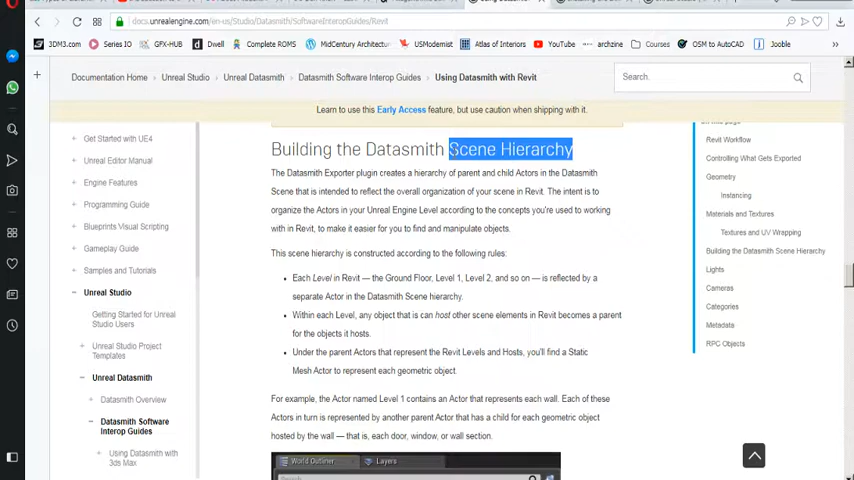 docs.unrealengine.com/en-us/Studio/Datasmith/SoftwareInteropGuides/Revit
3DM3.com
Series IO
GFX-HUB
Deadline
Complete ROMS
MidCentury Architectu
USModernist
Atlas of Interiors
YouTube
archzine
Courses
OSM to AutoCAD
Jooble
Documentation Home
Unreal Studio
Unreal Datasmith
Datasmith Software Interop Guides
Using Datasmith with Revit
Search.
Learn to use this Early Access feature, but use caution when shipping with it.
Get Started with UE4
Unreal Editor Manual
Engine Features
Programming Guide
Blueprints Visual Scripting
Gameplay Guide
Samples and Tutorials
Unreal Studio
Getting Started for Unreal
Studio Users
Unreal Studio Project
Templates
Unreal Datasmith
Datasmith Overview
Datasmith Software
Interop Guides
Using Datasmith with
3ds Max
Building the Datasmith Scene Hierarchy
The Datasmith Exporter plugin creates a hierarchy of parent and child Actors in the Datasmith
Scene that is intended to reflect the overall organization of your scene in Revit. The intent is to
organize the Actors in your Unreal Engine Level according to the concepts you're used to working
with in Revit, to make it easier for you to find and manipulate objects.
This scene hierarchy is constructed according to the following rules:
Each Level in Revit — the Ground Floor, Level 1, Level 2, and so on — is reflected by a
separate Actor in the Datasmith Scene hierarchy.
Within each Level, any object that is can host other scene elements in Revit becomes a parent
for the objects it hosts.
Under the parent Actors that represent the Revit Levels and Hosts, you'll find a Static
Mesh Actor to represent each geometric object.
For example, the Actor named Level 1 contains an Actor that represents each wall. Each of these
Actors in turn is represented by another parent Actor that has a child for each geometric object
hosted by the wall — that is, each door, window, or wall section.
World Outliner
Layers
Revit Workflow
Controlling What Gets Exported
Geometry
Instancing
Materials and Textures
Textures and UV Wrapping
Building the Datasmith Scene Hierarchy
Lights
Cameras
Categories
Metadata
RPC Objects